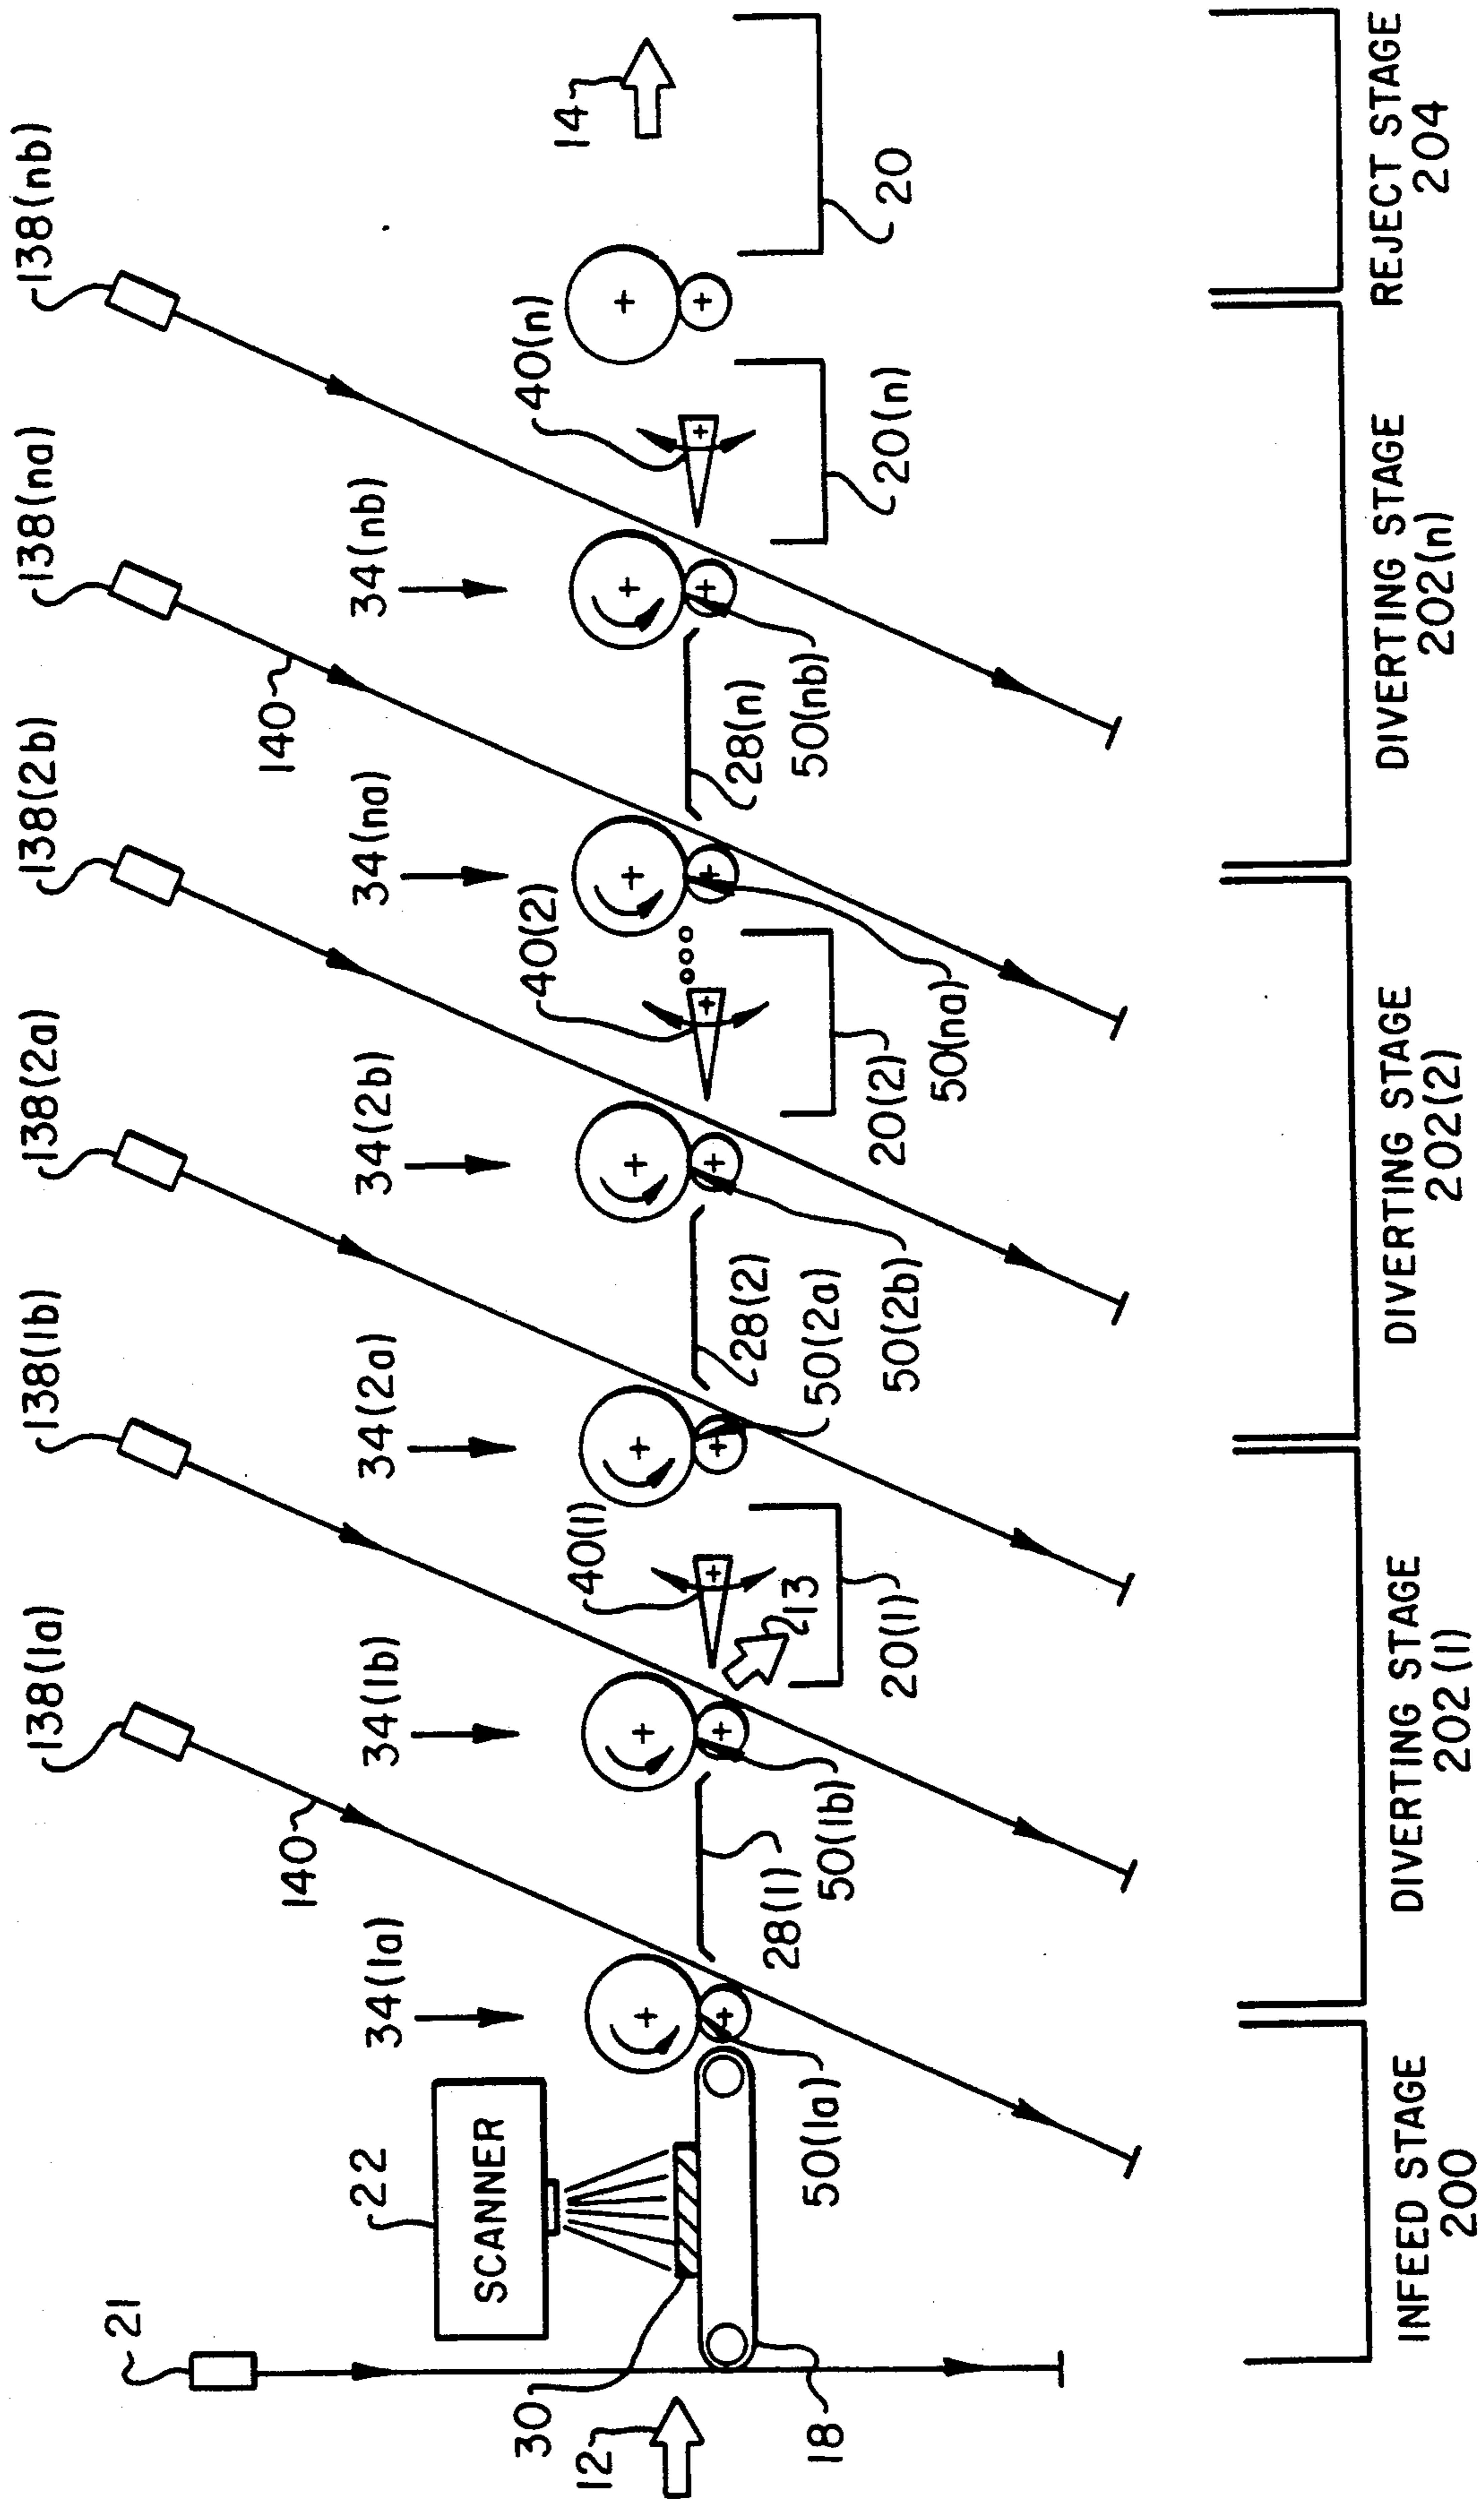 21
138(1a)
138(1b)
138(2a)
138(2b)
138(na)
138(nb)
140
140
22
SCANNER
34(1a)
34(1b)
34(2a)
34(2b)
34(na)
34(nb)
30
12
40(1)
40(2)
40(n)
14
18
50(1a)
28(1)
50(1b)
13
20(1)
50(2a)
28(2)
50(2b)
20(2)
50(na)
28(n)
50(nb)
20(n)
20
INFEED STAGE
200
DIVERTING STAGE
202(1)
DIVERTING STAGE
202(2)
DIVERTING STAGE
202(n)
REJECT STAGE
204